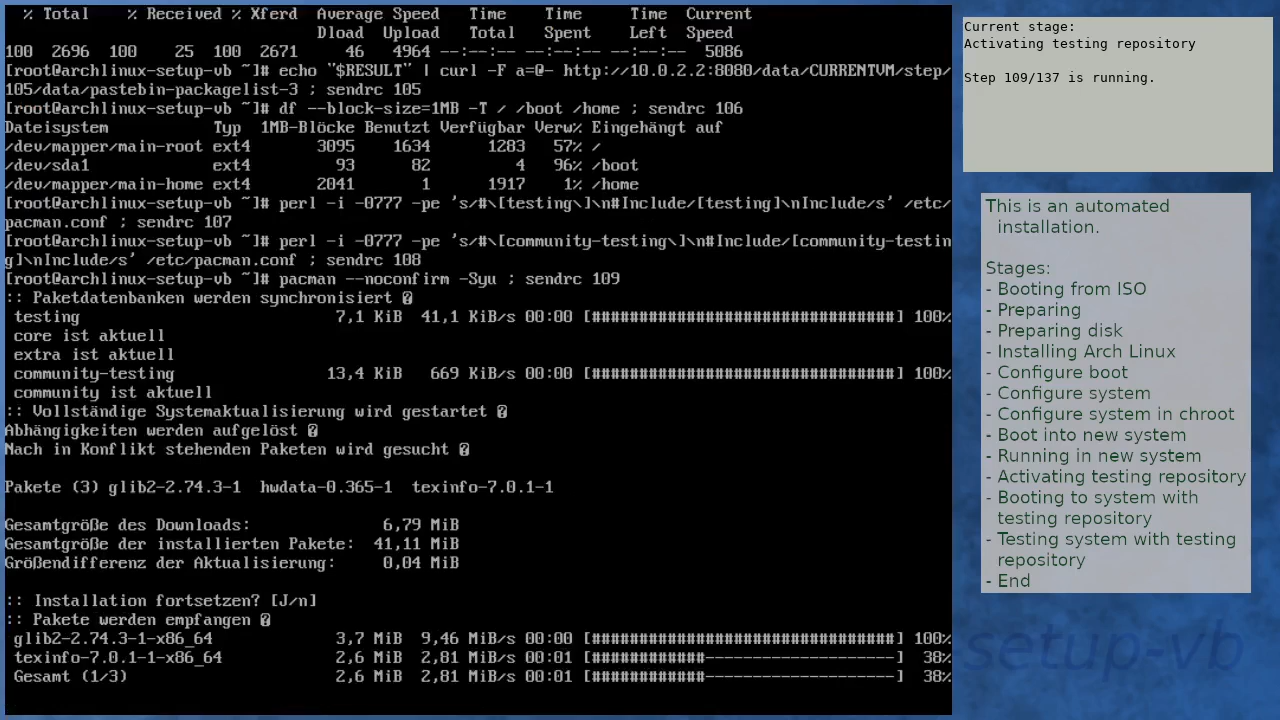 % Total    % Received % Xferd  Average Speed   Time    Time     Time  Current
                                 Dload  Upload   Total   Spent    Left  Speed
100  2696  100    25  100  2671     46   4964 --:--:-- --:--:-- --:--:--  5086
[root@archlinux-setup-vb ~]# echo "$RESULT" | curl -F a=@- http://10.0.2.2:8080/data/CURRENTVM/step/
105/data/pastebin-packagelist-3 ; sendrc 105
[root@archlinux-setup-vb ~]# df --block-size=1MB -T / /boot /home ; sendrc 106
Dateisystem           Typ  1MB-Blöcke Benutzt Verfügbar Verw% Eingehängt auf
/dev/mapper/main-root ext4       3095    1634      1283   57% /
/dev/sda1             ext4         93      82         4   96% /boot
/dev/mapper/main-home ext4       2041       1      1917    1% /home
[root@archlinux-setup-vb ~]# perl -i -0777 -pe 's/#\[testing\]\n#Include/[testing]\nInclude/s' /etc/
pacman.conf ; sendrc 107
[root@archlinux-setup-vb ~]# perl -i -0777 -pe 's/#\[community-testing\]\n#Include/[community-testin
g]\nInclude/s' /etc/pacman.conf ; sendrc 108
[root@archlinux-setup-vb ~]# pacman --noconfirm -Syu ; sendrc 109
:: Paketdatenbanken werden synchronisiert �
 testing                           7,1 KiB  41,1 KiB/s 00:00 [################################] 100%
 core ist aktuell
 extra ist aktuell
 community-testing                13,4 KiB   669 KiB/s 00:00 [################################] 100%
 community ist aktuell
:: Vollständige Systemaktualisierung wird gestartet �
Abhängigkeiten werden aufgelöst �
Nach in Konflikt stehenden Paketen wird gesucht �
Pakete (3) glib2-2.74.3-1  hwdata-0.365-1  texinfo-7.0.1-1
Gesamtgröße des Downloads:              6,79 MiB
Gesamtgröße der installierten Pakete:  41,11 MiB
Größendifferenz der Aktualisierung:     0,04 MiB
:: Installation fortsetzen? [J/n]
:: Pakete werden empfangen �
 glib2-2.74.3-1-x86_64             3,7 MiB  9,46 MiB/s 00:00 [################################] 100%
 texinfo-7.0.1-1-x86_64            2,6 MiB  2,81 MiB/s 00:01 [############--------------------]  38%
 Gesamt (1/3)                      2,6 MiB  2,81 MiB/s 00:01 [############--------------------]  38%
Current stage:
Activating testing repository
Step 109/137 is running.
This is an automated
installation.
Stages:
- Booting from ISO
- Preparing
- Preparing disk
- Installing Arch Linux
- Configure boot
- Configure system
- Configure system in chroot
- Boot into new system
- Running in new system
- Activating testing repository
- Booting to system with
testing repository
- Testing system with testing
repository
- End
setup-vb